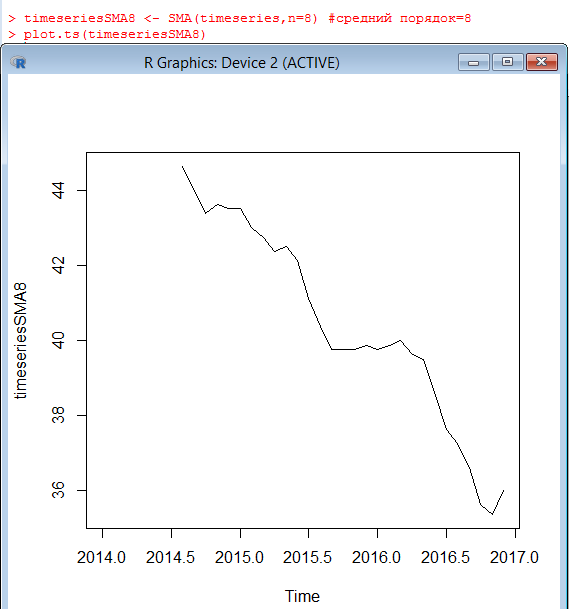 > timeseriesSMA8 <- SMA(timeseries,n=8) #средний порядок=8
> plot.ts(timeseriesSMA8)
R Graphics: Device 2 (ACTIVE)
44
42
40
38
36
timeseriesSMA8
2014.0 2014.5 2015.0 2015.5 2016.0 2016.5 2017.0
Time